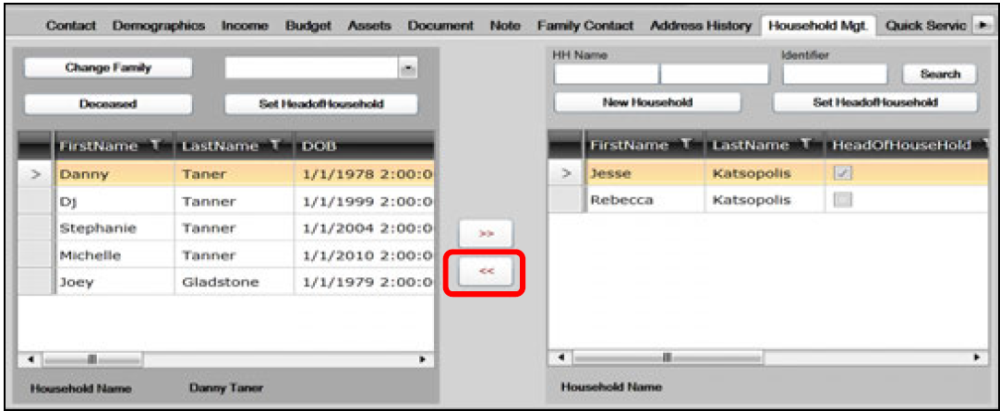 Contact Demographics Income Budget Assets Document Note Family Contact Address History Household Mgt. Quick Servic
Change Family
Deceased Set HeadofHousehold
FirstName LastName DOB
> Danny Taner 1/1/1978 2:00:0
Dj Tanner 1/1/1999 2:00:0
Stephanie Tanner 1/1/2004 2:00:0
Michelle Tanner 1/1/2010 2:00:0
Joey Gladstone 1/1/1979 2:00:0
Household Name Danny Taner
>>
<<
HH Name Identifier
Search
New Household Set HeadofHousehold
FirstName LastName HeadOfHouseHold
> Jesse Katsopolis
Rebecca Katsopolis
Household Name